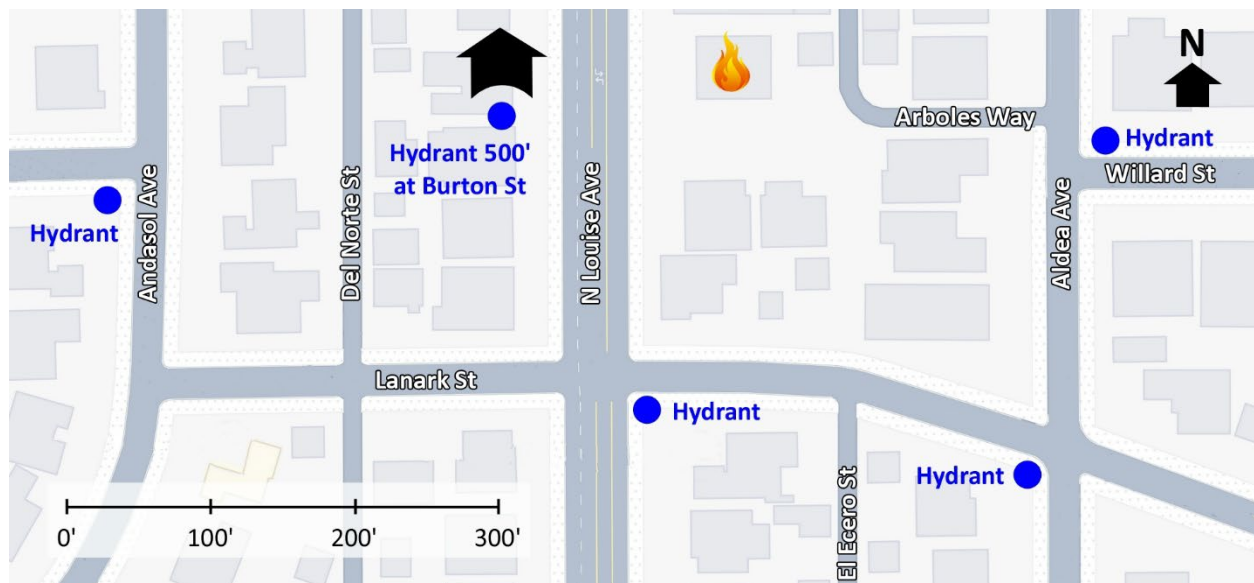 N
Arboles Way
Hydrant
Willard St
Hydrant 500'
at Burton St
Hydrant
Andasol Ave
Del Norte St
N Louise Ave
Aldea Ave
Lanark St
Hydrant
Hydrant
El Ecero St
0'
100'
200'
300'